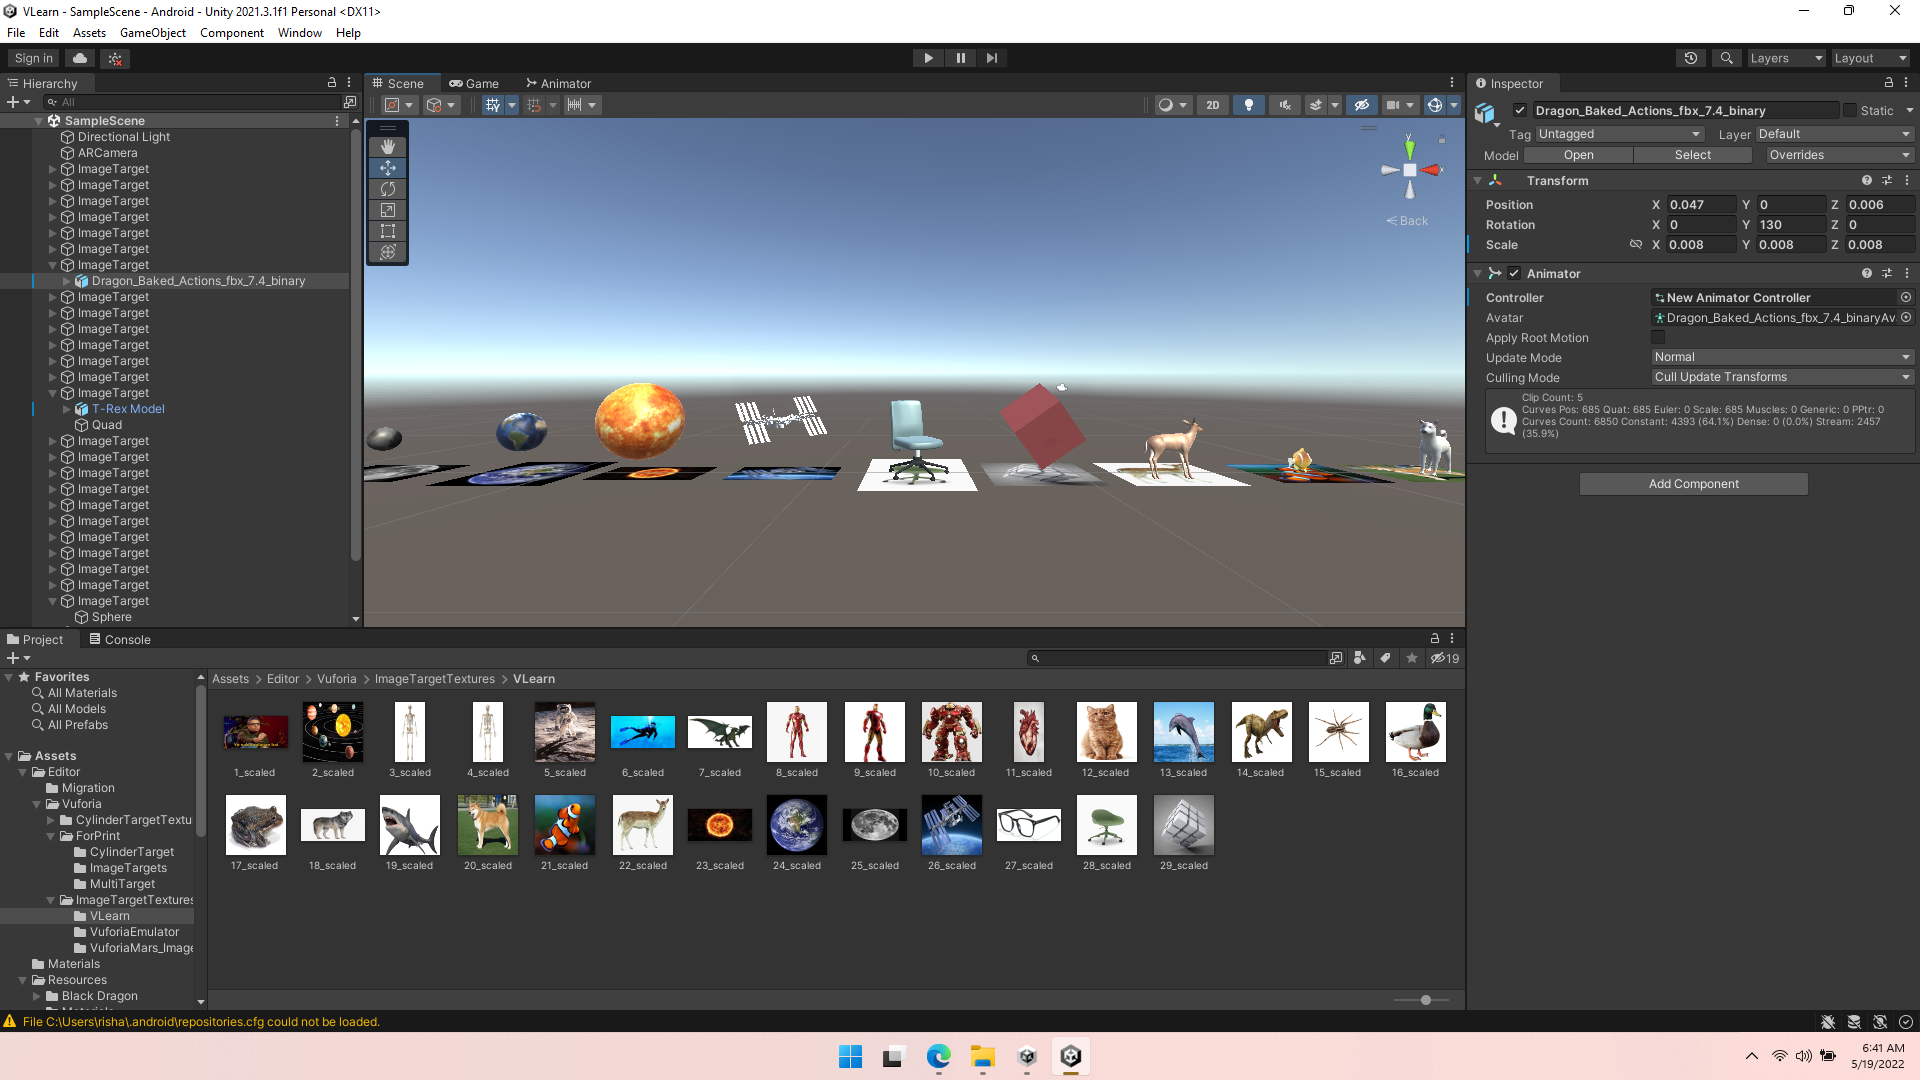 VLearn - SampleScene - Android - Unity 2021.3.1f1 Personal <DX11>
File Edit Assets GameObject Component Window Help
Sign in
Layers Layout
Hierarchy
All
SampleScene
Directional Light
ARCamera
ImageTarget
ImageTarget
ImageTarget
ImageTarget
ImageTarget
ImageTarget
ImageTarget
Dragon_Baked_Actions_fbx_7.4_binary
ImageTarget
ImageTarget
ImageTarget
ImageTarget
ImageTarget
ImageTarget
ImageTarget
T-Rex Model
Quad
ImageTarget
ImageTarget
ImageTarget
ImageTarget
ImageTarget
ImageTarget
ImageTarget
ImageTarget
ImageTarget
ImageTarget
ImageTarget
Sphere
Scene Game Animator
2D
y
x
Back
Inspector
Dragon_Baked_Actions_fbx_7.4_binary Static
Tag Untagged Layer Default
Model Open Select Overrides
Transform
Position X 0.047 Y 0 Z 0.006
Rotation X 0 Y 130 Z 0
Scale X 0.008 Y 0.008 Z 0.008
Animator
Controller New Animator Controller
Avatar Dragon_Baked_Actions_fbx_7.4_binaryAv
Apply Root Motion
Update Mode Normal
Culling Mode Cull Update Transforms
Clip Count: 5
Curves Pos: 685 Quat: 685 Euler: 0 Scale: 685 Muscles: 0 Generic: 0 PPtr: 0
Curves Count: 6850 Constant: 4393 (64.1%) Dense: 0 (0.0%) Stream: 2457
(35.9%)
Add Component
Project Console
19
Favorites
All Materials
All Models
All Prefabs
Assets
Editor
Migration
Vuforia
CylinderTargetTextu
ForPrint
CylinderTarget
ImageTargets
MultiTarget
ImageTargetTextures
VLearn
VuforiaEmulator
VuforiaMars_Image
Materials
Resources
Black Dragon
Assets > Editor > Vuforia > ImageTargetTextures > VLearn
1_scaled 2_scaled 3_scaled 4_scaled 5_scaled 6_scaled 7_scaled 8_scaled 9_scaled 10_scaled 11_scaled 12_scaled 13_scaled 14_scaled 15_scaled 16_scaled
17_scaled 18_scaled 19_scaled 20_scaled 21_scaled 22_scaled 23_scaled 24_scaled 25_scaled 26_scaled 27_scaled 28_scaled 29_scaled
File C:\Users\risha\.android\repositories.cfg could not be loaded.
6:41 AM
5/19/2022